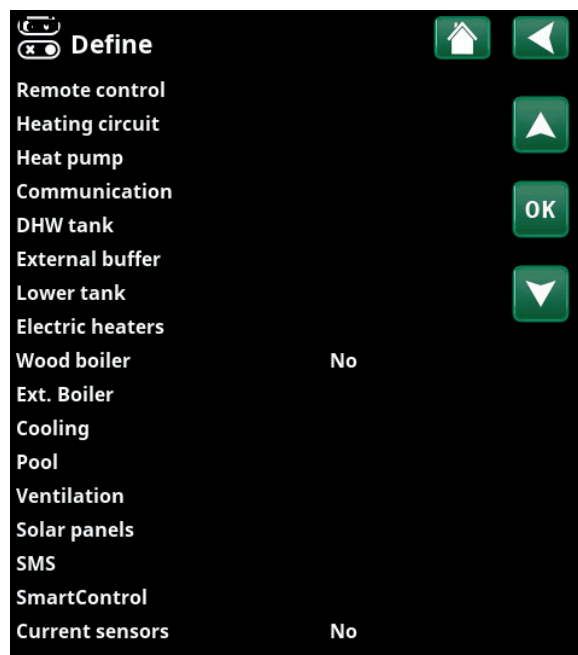 Define
Remote control
Heating circuit
Heat pump
Communication
DHW tank
OK
External buffer
Lower tank
Electric heaters
Wood boiler No
Ext. Boiler
Cooling
Pool
Ventilation
Solar panels
SMS
SmartControl
Current sensors No